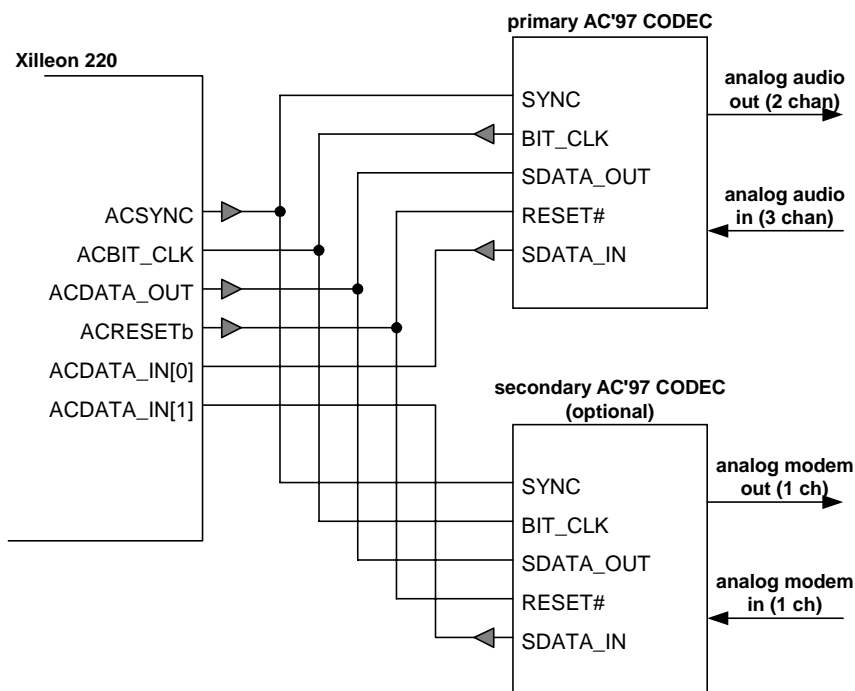 primary AC'97 CODEC
Xilleon 220
SYNC
BIT_CLK
SDATA_OUT
RESET#
SDATA_IN
analog audio
out (2 chan)
analog audio
in (3 chan)
ACSYNC
ACBIT_CLK
ACDATA_OUT
ACRESETb
ACDATA_IN[0]
ACDATA_IN[1]
secondary AC'97 CODEC
(optional)
SYNC
BIT_CLK
SDATA_OUT
RESET#
SDATA_IN
analog modem
out (1 ch)
analog modem
in (1 ch)